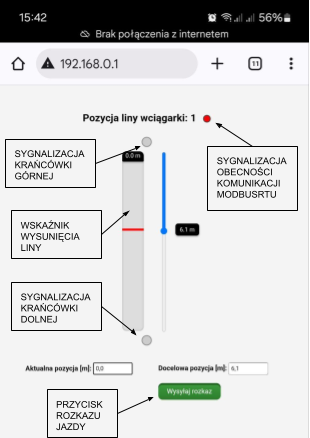 15:42
56%
Brak połączenia z internetem
192.168.0.1
11
Pozycja liny wciągarki: 1
SYGNALIZACJA
KRAŃCÓWKI
GÓRNEJ
0.0 m
SYGNALIZACJA
OBECNOŚCI
KOMUNIKACJI
MODBUSRTU
WSKAŹNIK
WYSUNIĘCIA
LINY
6.1 m
SYGNALIZACJA
KRAŃCÓWKI
DOLNEJ
Aktualna pozycja [m]: 0,0
Docelowa pozycja [m]: 6,1
Wysyłaj rozkaz
PRZYCISK
ROZKAZU
JAZDY